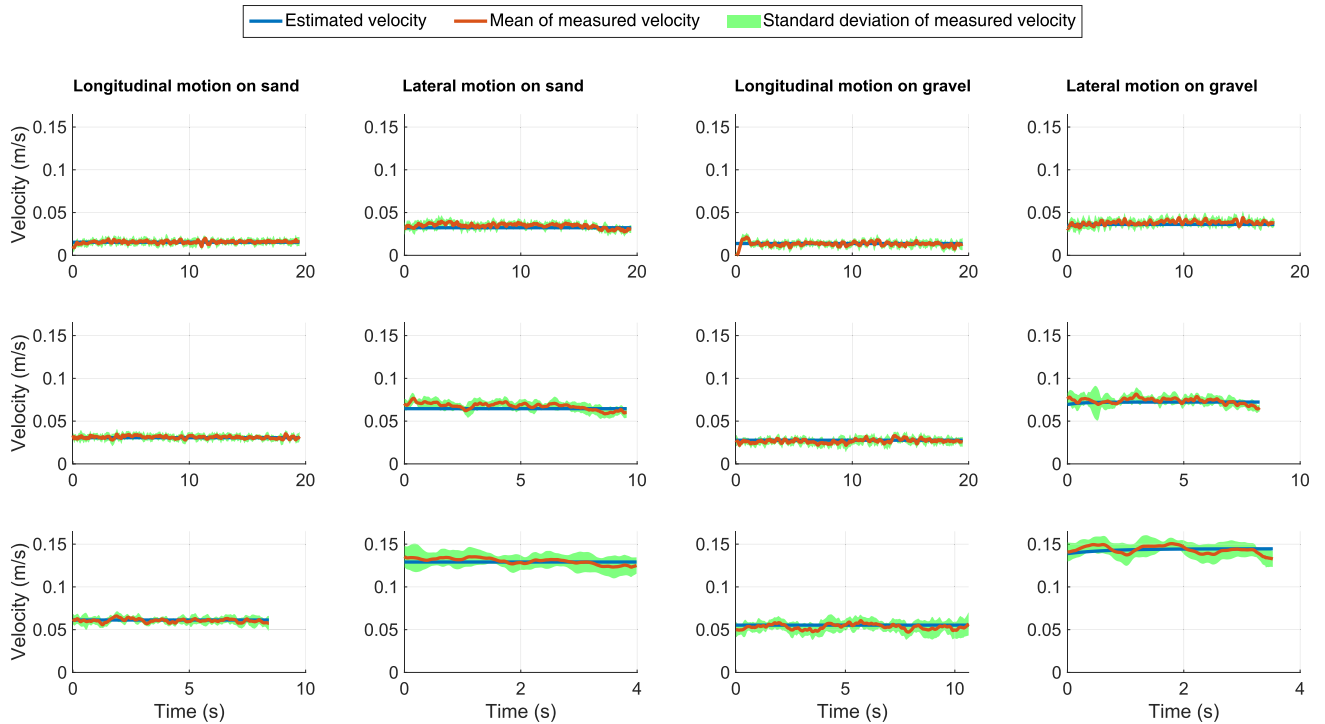 Estimated velocity Mean of measured velocity Standard deviation of measured velocity
Longitudinal motion on sand Lateral motion on sand Longitudinal motion on gravel Lateral motion on gravel
Velocity (m/s)
0.15 0.15 0.15 0.15
0.1 0.1 0.1 0.1
0.05 0.05 0.05 0.05
0 0 0 0
0 10 20 0 10 20 0 10 20 0 10 20
Velocity (m/s)
0.15 0.15 0.15 0.15
0.1 0.1 0.1 0.1
0.05 0.05 0.05 0.05
0 0 0 0
0 10 20 0 5 10 0 10 20 0 5 10
Velocity (m/s)
0.15 0.15 0.15 0.15
0.1 0.1 0.1 0.1
0.05 0.05 0.05 0.05
0 0 0 0
0 5 10 0 2 4 0 5 10 0 2 4
Time (s) Time (s) Time (s) Time (s)